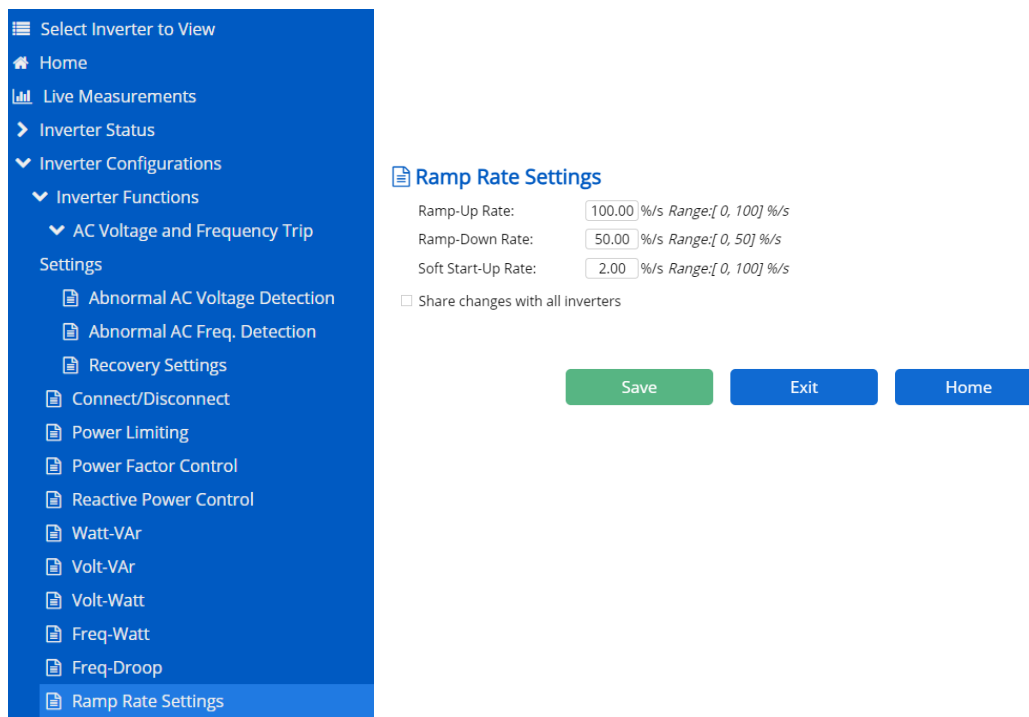 Select Inverter to View
Home
Live Measurements
Inverter Status
Inverter Configurations
Inverter Functions
AC Voltage and Frequency Trip
Settings
Abnormal AC Voltage Detection
Abnormal AC Freq. Detection
Recovery Settings
Connect/Disconnect
Power Limiting
Power Factor Control
Reactive Power Control
Watt-VAr
Volt-VAr
Volt-Watt
Freq-Watt
Freq-Droop
Ramp Rate Settings
Ramp Rate Settings
Ramp-Up Rate: 100.00 %/s Range:[ 0, 100] %/s
Ramp-Down Rate: 50.00 %/s Range:[ 0, 50] %/s
Soft Start-Up Rate: 2.00 %/s Range:[ 0, 100] %/s
Share changes with all inverters
Save Exit Home